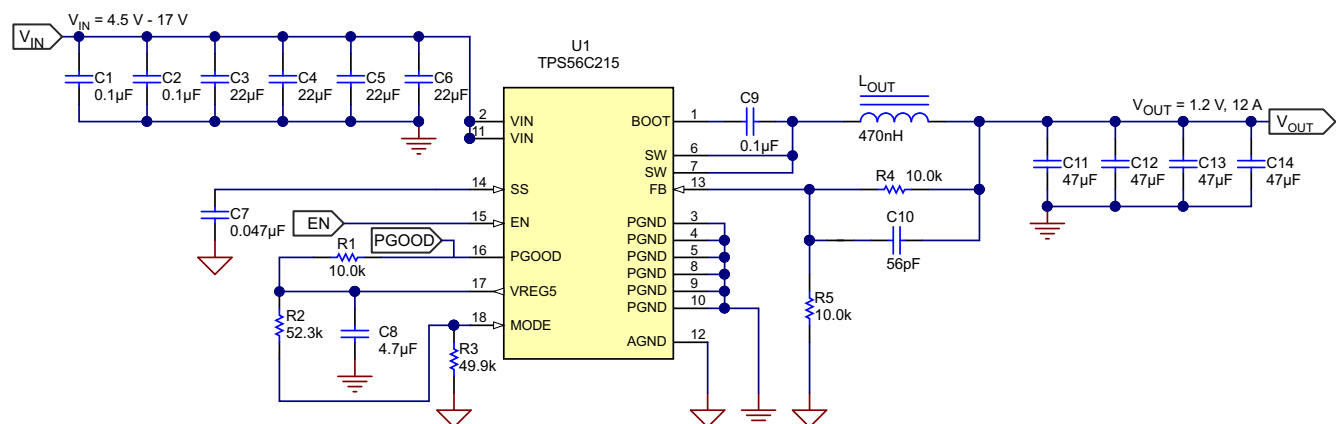 V_IN = 4.5 V - 17 V
V_IN
C1
0.1µF
C2
0.1µF
C3
22µF
C4
22µF
C5
22µF
C6
22µF
U1
TPS56C215
2
VIN
11
VIN
14
SS
15
EN
16
PGOOD
17
VREG5
18
MODE
BOOT
1
SW
6
SW
7
FB
13
PGND
3
PGND
4
PGND
5
PGND
8
PGND
9
PGND
10
AGND
12
C7
0.047µF
EN
PGOOD
R1
10.0k
R2
52.3k
C8
4.7µF
R3
49.9k
C9
0.1µF
L_OUT
470nH
R4 10.0k
C10
56pF
R5
10.0k
V_OUT = 1.2 V, 12 A
V_OUT
C11
47µF
C12
47µF
C13
47µF
C14
47µF